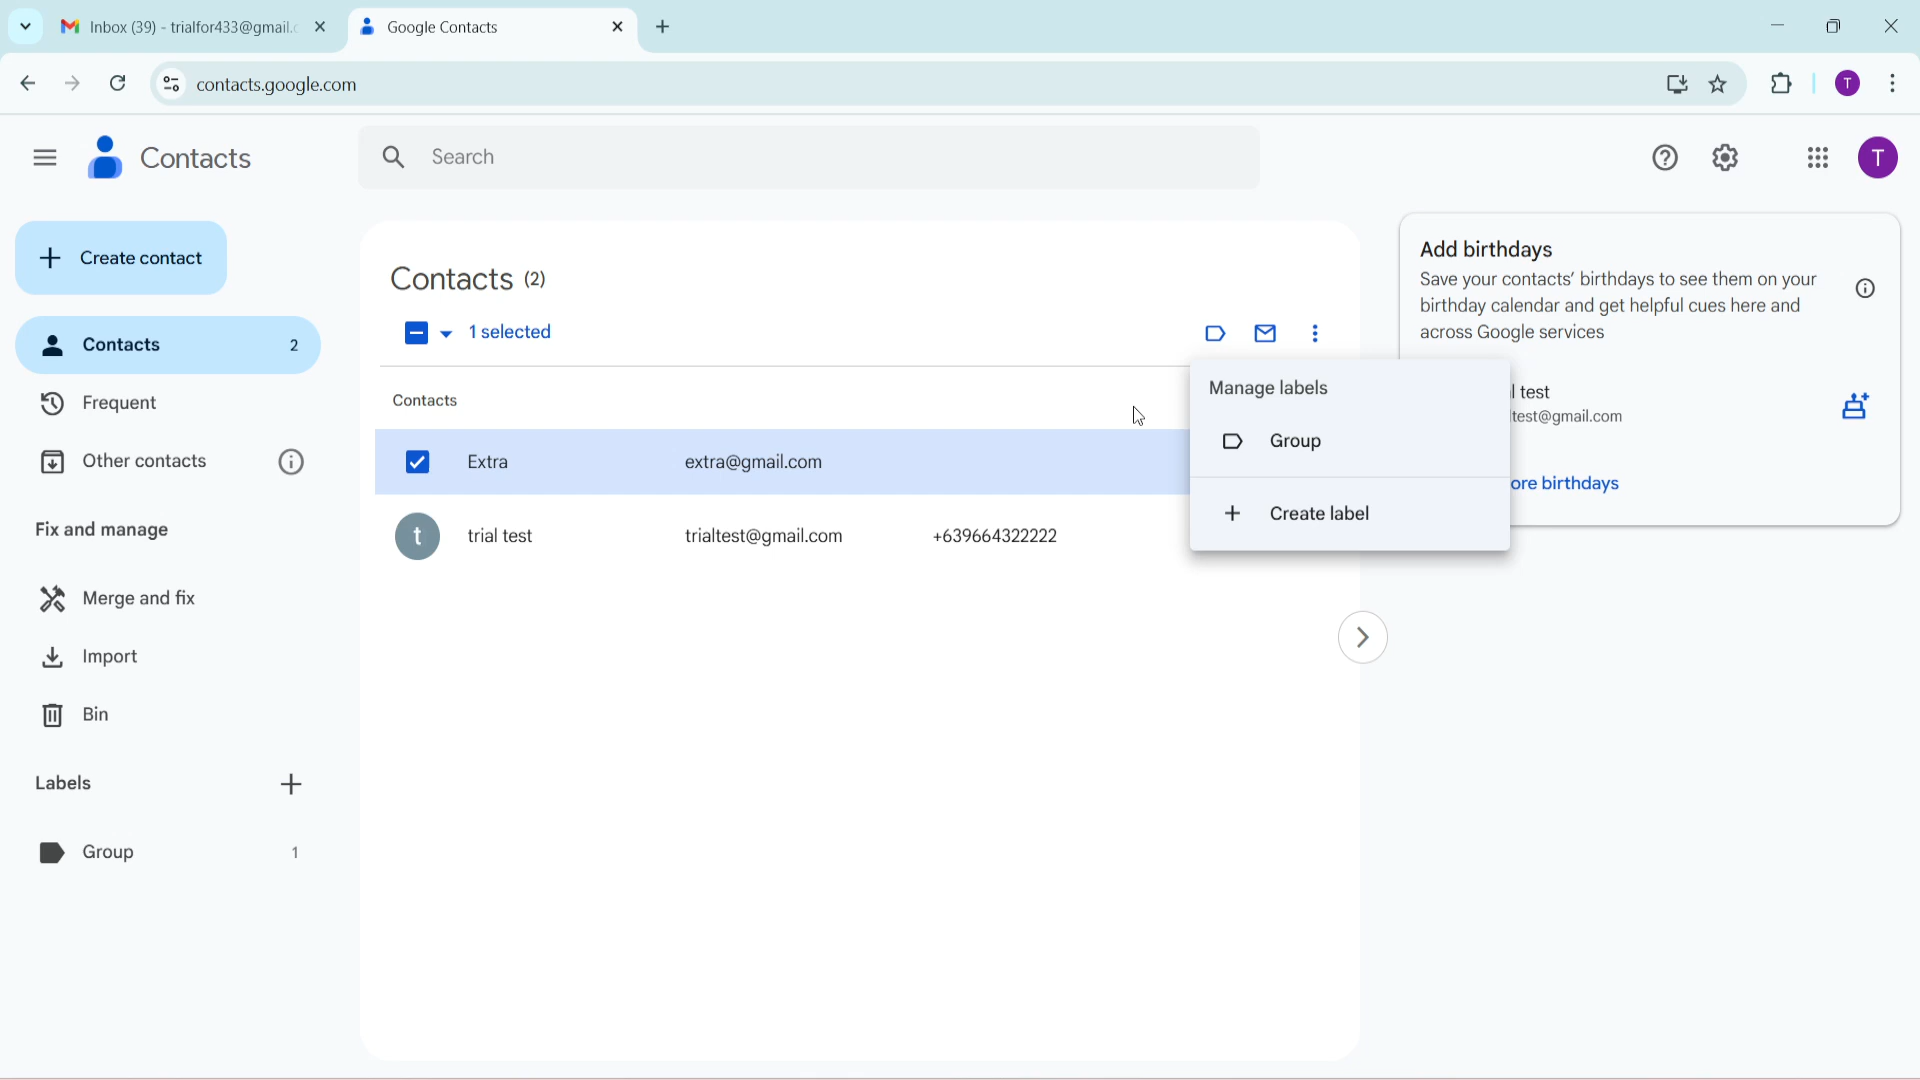 Inbox (39) - trialfor433@gmail.c
Google Contacts
contacts.google.com
T
Contacts
Search
T
Create contact
Contacts 2
Frequent
Other contacts
Fix and manage
Merge and fix
Import
Bin
Labels
Group 1
Contacts (2)
1 selected
Contacts
Extra extra@gmail.com
t trial test trialtest@gmail.com +639664322222
Manage labels
Group
Create label
Add birthdays
Save your contacts' birthdays to see them on your
birthday calendar and get helpful cues here and
across Google services
l test
ltest@gmail.com
ore birthdays